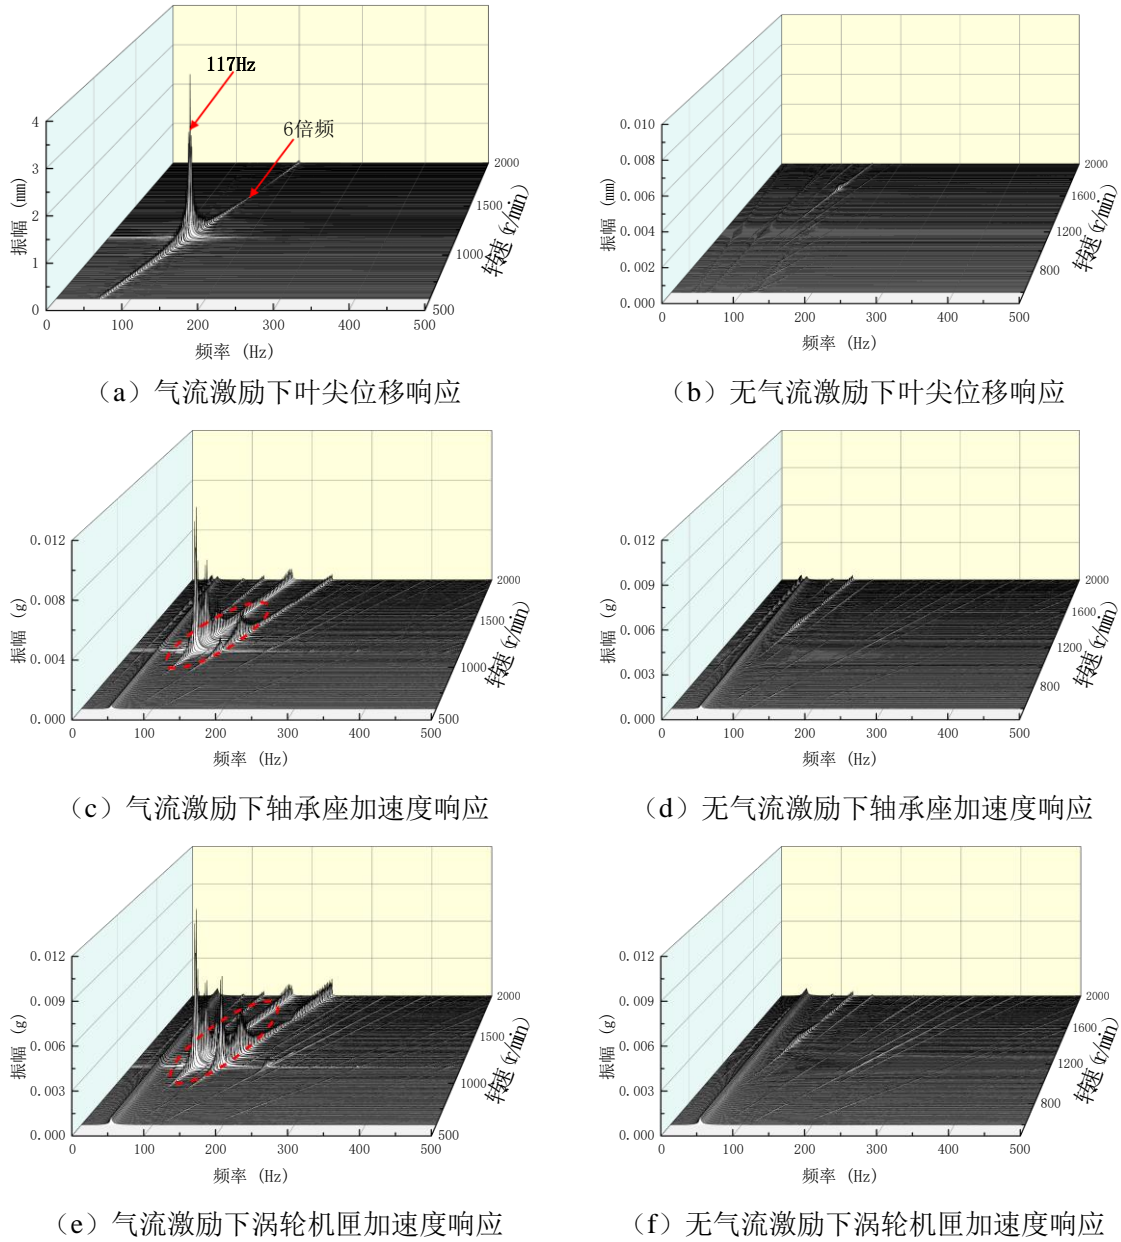 117Hz
6倍频
4
3
2
1
0
振幅 (mm)
0 100 200 300 400 500
频率 (Hz)
500
1000
1500
2000
转速(r/min)
(a)气流激励下叶尖位移响应
0.010
0.008
0.006
0.004
0.002
0.000
振幅 (mm)
0 100 200 300 400 500
频率 (Hz)
800
1200
1600
2000
转速(r/min)
(b)无气流激励下叶尖位移响应
0.012
0.008
0.004
0.000
振幅 (g)
0 100 200 300 400 500
频率 (Hz)
500
1000
1500
2000
转速(r/min)
(c)气流激励下轴承座加速度响应
0.012
0.009
0.006
0.003
0.000
振幅 (g)
0 100 200 300 400 500
频率 (Hz)
800
1200
1600
2000
转速(r/min)
(d)无气流激励下轴承座加速度响应
0.012
0.009
0.006
0.003
0.000
振幅 (g)
0 100 200 300 400 500
频率 (Hz)
500
1000
1500
2000
转速(r/min)
(e)气流激励下涡轮机匣加速度响应
0.012
0.009
0.006
0.003
0.000
振幅 (g)
0 100 200 300 400 500
频率 (Hz)
800
1200
1600
2000
转速(r/min)
(f)无气流激励下涡轮机匣加速度响应